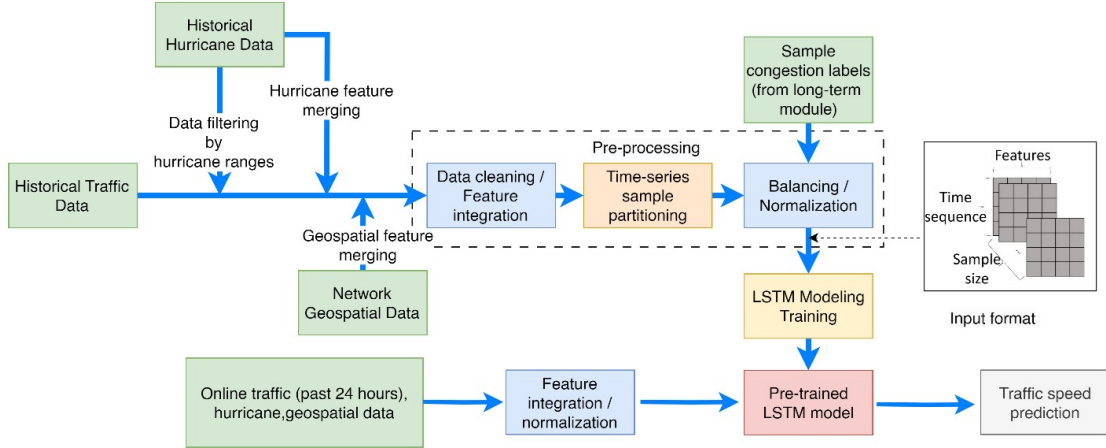 Historical
Hurricane Data
Sample
congestion labels
(from long-term
module)
Hurricane feature
merging
Data filtering
by
hurricane ranges
Pre-processing
Features
Historical Traffic
Data
Data cleaning /
Feature
integration
Time-series
sample
partitioning
Balancing /
Normalization
Time
sequence
Geospatial feature
merging
Sample
size
Network
Geospatial Data
LSTM Modeling
Training
Input format
Online traffic (past 24 hours),
hurricane,geospatial data
Feature
integration /
normalization
Pre-trained
LSTM model
Traffic speed
prediction